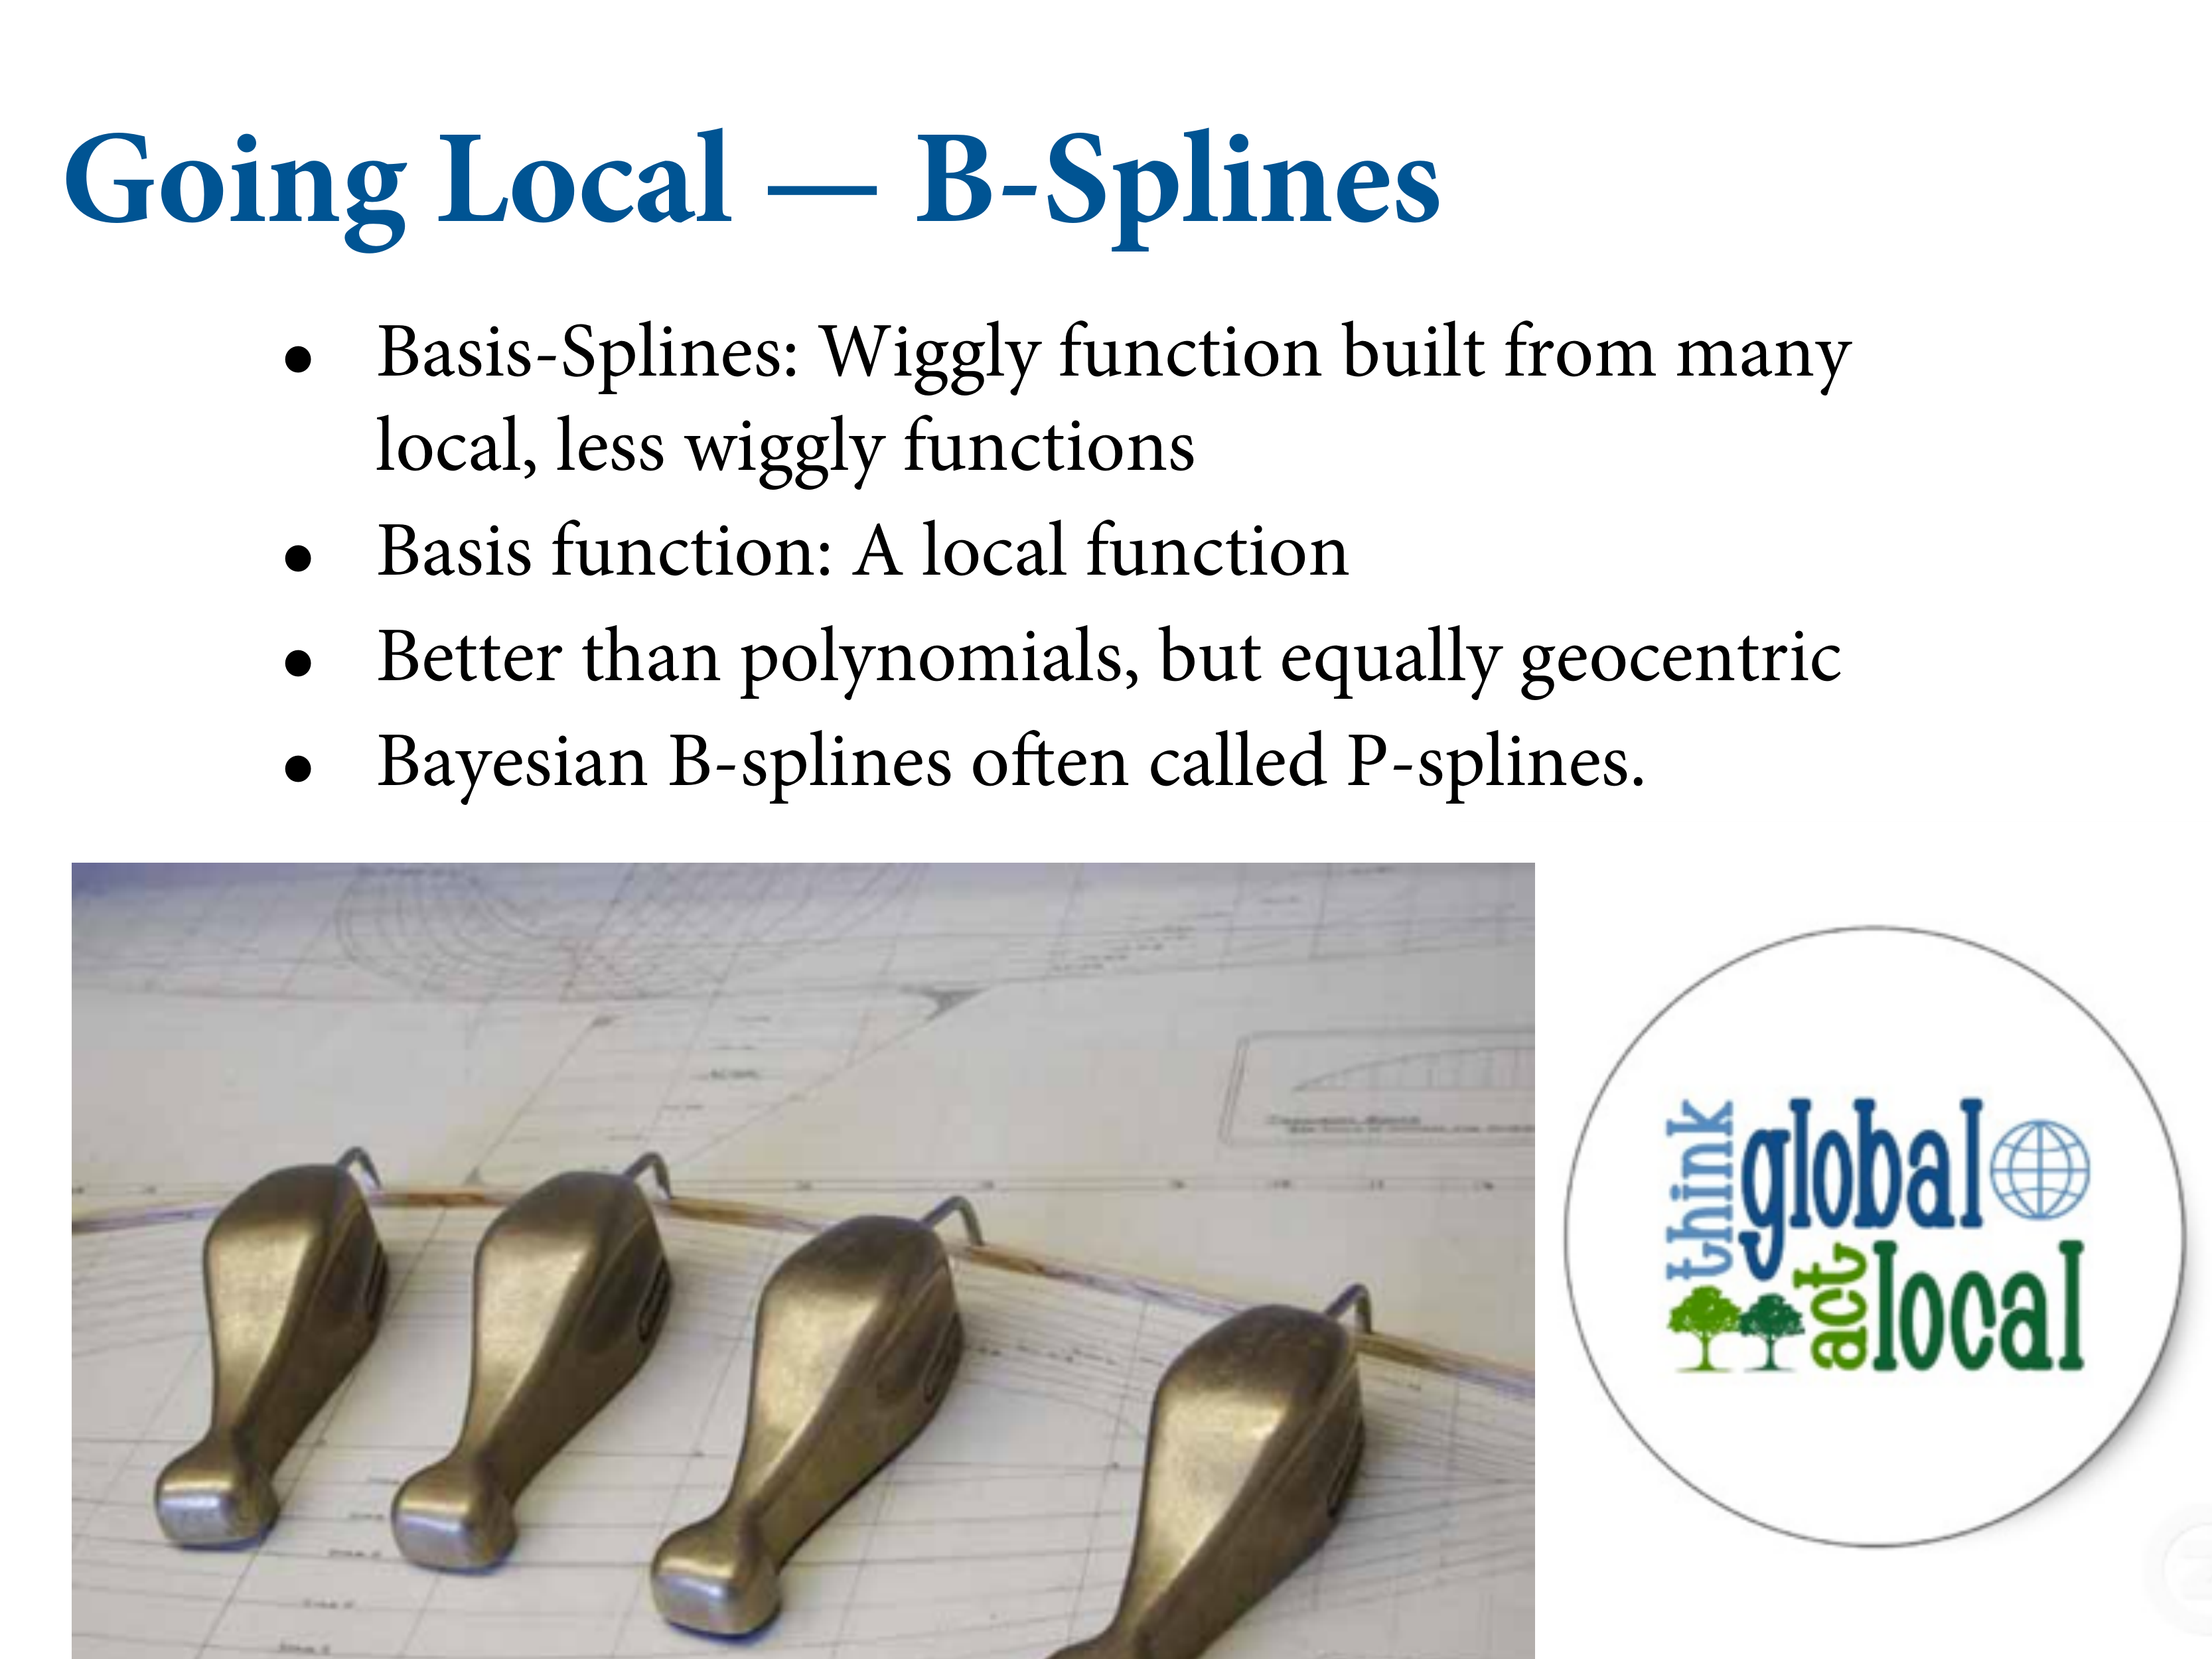 Going Local — B-Splines
• Basis-Splines: Wiggly function built from many
local, less wiggly functions
• Basis function: A local function
• Better than polynomials, but equally geocentric
• Bayesian B-splines often called P-splines.
think global
act local